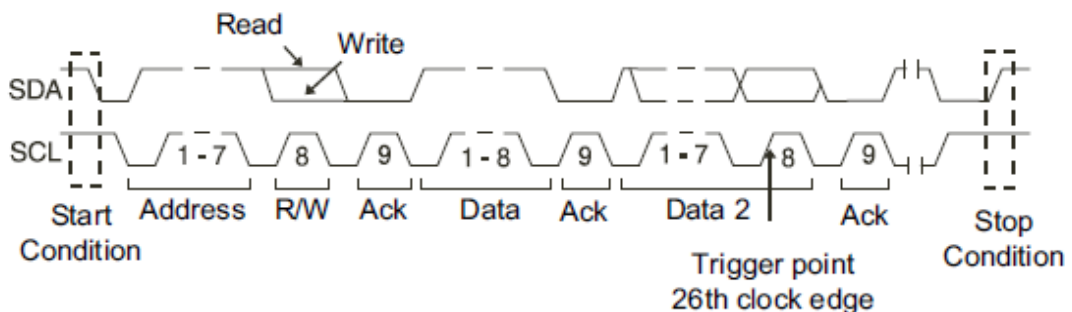 Read
Write
SDA
SCL
1 - 7
8
9
1 - 8
9
1 - 7
8
9
Start
Condition
Address
R/W
Ack
Data
Ack
Data 2
Ack
Stop
Condition
Trigger point
26th clock edge